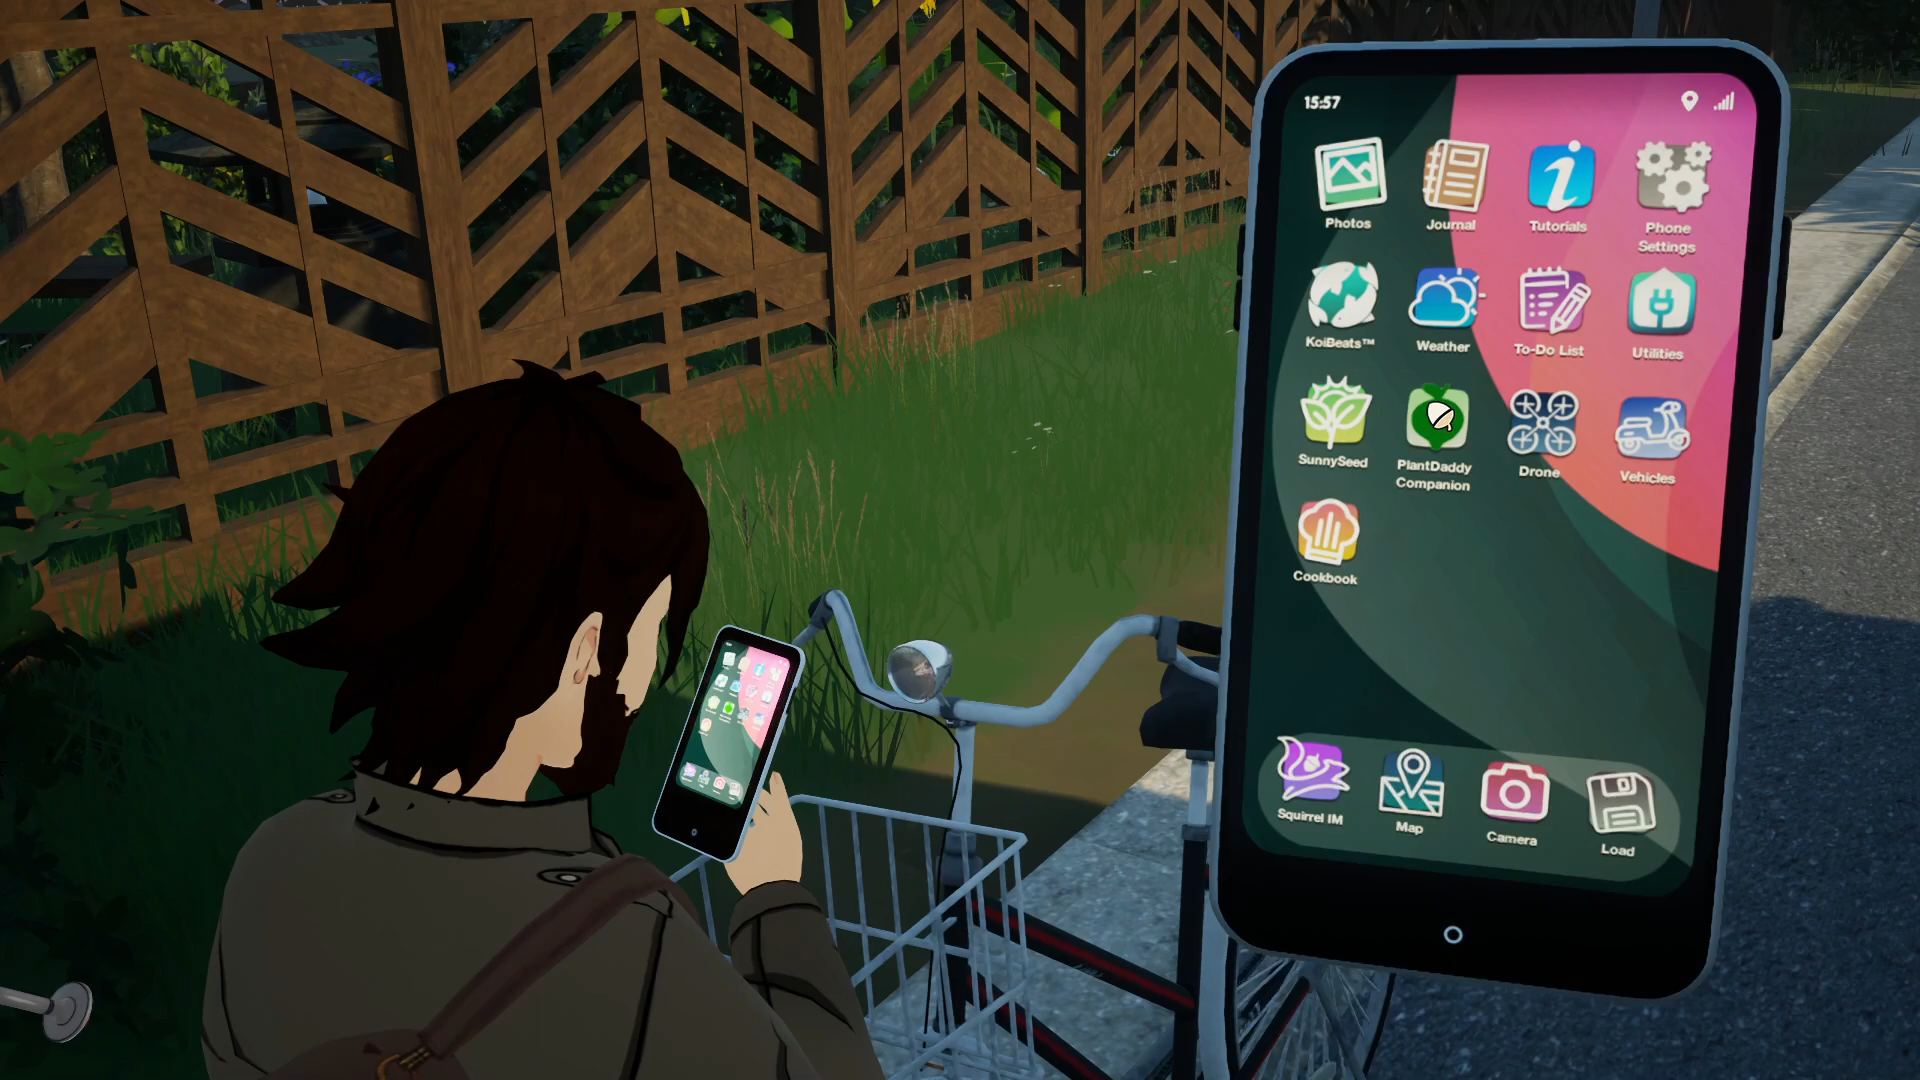 15:57
Photos
Journal
Tutorials
Phone
Settings
KoiBeats™
Weather
To-Do List
Utilities
SunnySeed
PlantDaddy
Companion
Drone
Vehicles
Cookbook
Squirrel IM
Map
Camera
Load